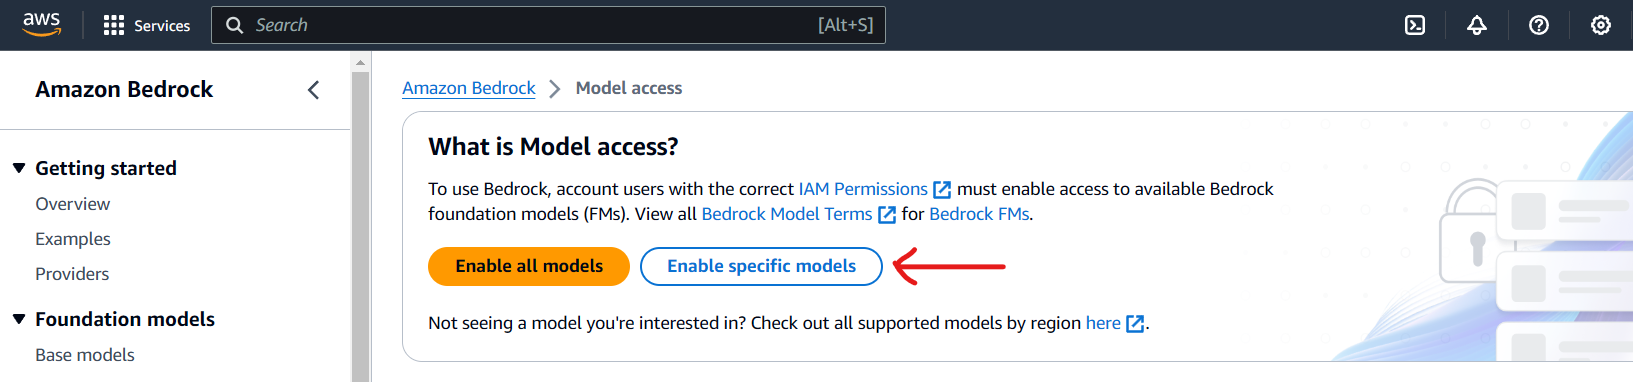 aws
Services
Search
[Alt+S]
Amazon Bedrock
Getting started
Overview
Examples
Providers
Foundation models
Base models
Amazon Bedrock > Model access
What is Model access?
To use Bedrock, account users with the correct IAM Permissions must enable access to available Bedrock
foundation models (FMs). View all Bedrock Model Terms for Bedrock FMs.
Enable all models
Enable specific models
Not seeing a model you're interested in? Check out all supported models by region here.